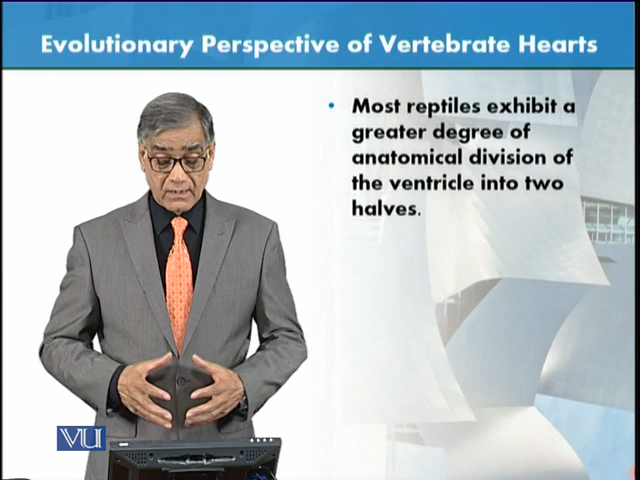 Evolutionary Perspective of Vertebrate Hearts
• Most reptiles exhibit a
greater degree of
anatomical division of
the ventricle into two
halves.
VU